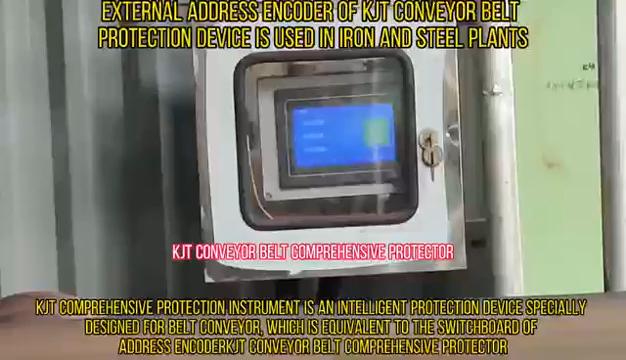 EXTERNAL ADDRESS ENCODER OF KJT CONVEYOR BELT
PROTECTION DEVICE IS USED IN IRON AND STEEL PLANTS
KJT CONVEYOR BELT COMPREHENSIVE PROTECTOR
KJT COMPREHENSIVE PROTECTION INSTRUMENT IS AN INTELLIGENT PROTECTION DEVICE SPECIALLY
DESIGNED FOR BELT CONVEYOR, WHICH IS EQUIVALENT TO THE SWITCHBOARD OF
ADDRESS ENCODERKJT CONVEYOR BELT COMPREHENSIVE PROTECTOR